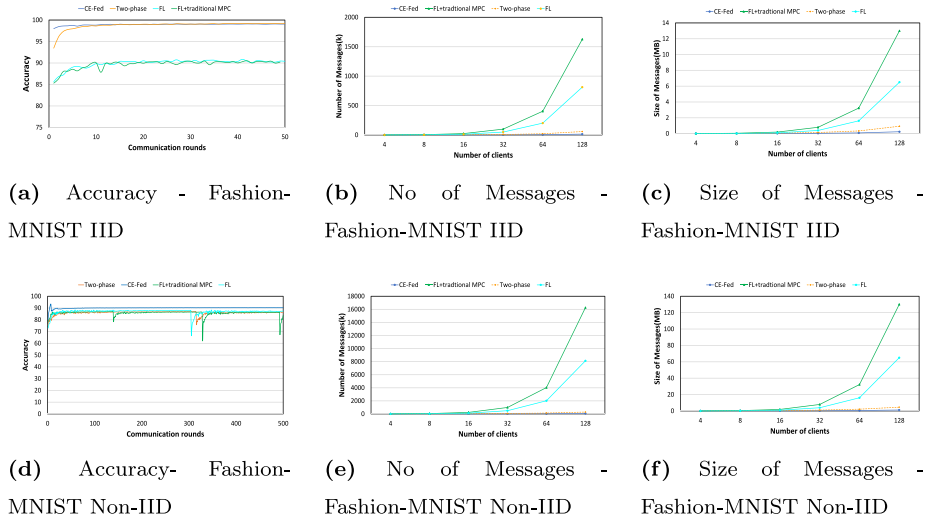 CE-Fed Two-phase FL FL+traditional MPC
Accuracy
100
95
90
85
80
75
0 10 20 30 40 50
Communication rounds
(a) Accuracy - Fashion-
MNIST IID
CE-Fed FL+traditional MPC Two-phase FL
Number of Messages(k)
2000
1500
1000
500
0
4 8 16 32 64 128
Number of clients
(b) No of Messages -
Fashion-MNIST IID
CE-Fed FL+traditional MPC Two-phase FL
Size of Messages(MB)
14
12
10
8
6
4
2
0
4 8 16 32 64 128
Number of clients
(c) Size of Messages -
Fashion-MNIST IID
Two-phase CE-Fed FL+traditional MPC FL
Accuracy
100
90
80
70
60
50
40
30
20
10
0
0 100 200 300 400 500
Communication rounds
(d) Accuracy- Fashion-
MNIST Non-IID
CE-Fed FL+traditional MPC Two-phase FL
Number of Messages(k)
18000
16000
14000
12000
10000
8000
6000
4000
2000
0
4 8 16 32 64 128
Number of clients
(e) No of Messages -
Fashion-MNIST Non-IID
CE-Fed FL+traditional MPC Two-phase FL
Size of Messages(MB)
140
120
100
80
60
40
20
0
4 8 16 32 64 128
Number of clients
(f) Size of Messages -
Fashion-MNIST Non-IID